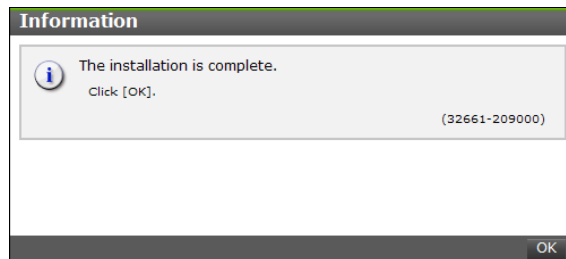 Information
The installation is complete.
Click [OK].
(32661-209000)
OK